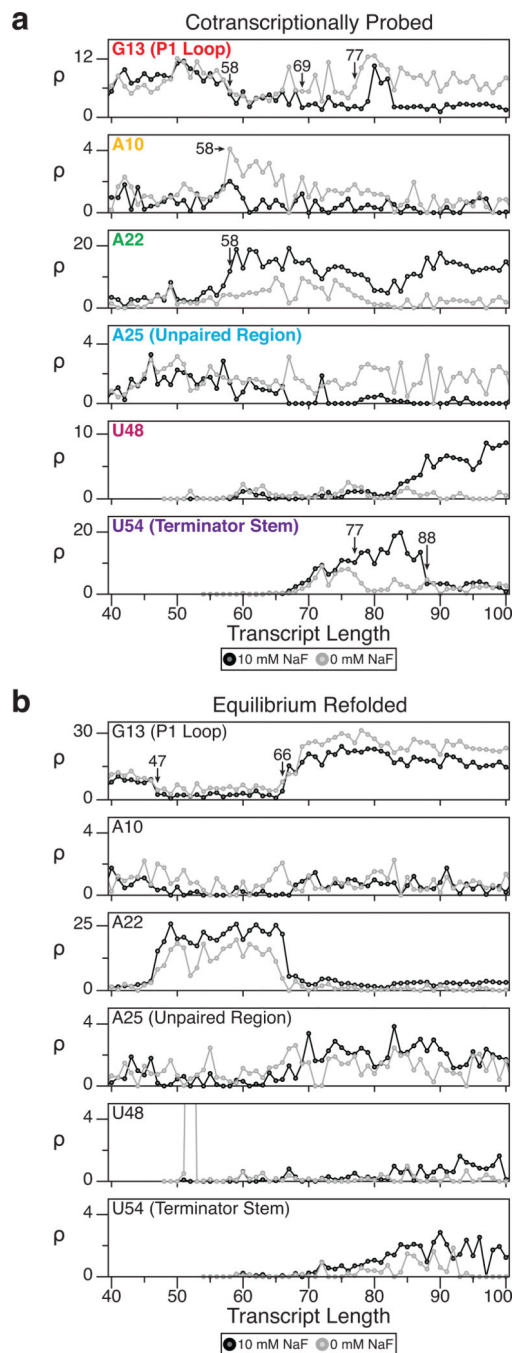 a
Cotranscriptionally Probed
G13 (P1 Loop)
12
ρ
0
58
69
77
A10
4
ρ
0
58
A22
20
ρ
0
58
A25 (Unpaired Region)
4
ρ
0
U48
10
ρ
0
U54 (Terminator Stem)
20
ρ
0
77
88
40 50 60 70 80 90 100
Transcript Length
10 mM NaF 0 mM NaF
b
Equilibrium Refolded
G13 (P1 Loop)
30
ρ
0
47
66
A10
4
ρ
0
A22
25
ρ
0
A25 (Unpaired Region)
4
ρ
0
U48
4
ρ
0
U54 (Terminator Stem)
4
ρ
0
40 50 60 70 80 90 100
Transcript Length
10 mM NaF 0 mM NaF